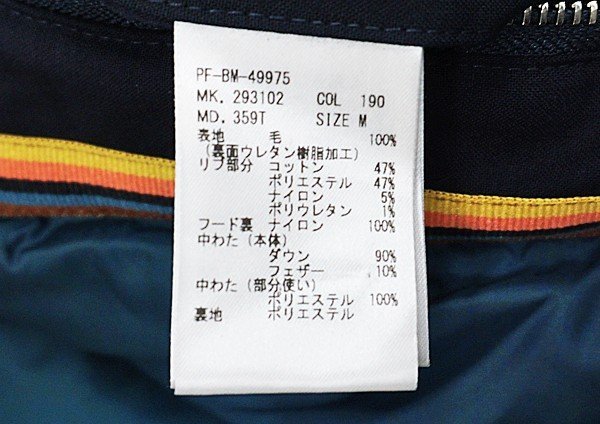 PF-BM-49975
MK. 293102 COL 190
MD. 359T SIZE M
表地 毛 100%
(裏面ウレタン樹脂加工)
リブ部分 コットン 47%
ポリエステル 47%
ナイロン 5%
ポリウレタン 1%
フード裏 ナイロン 100%
中わた(本体)
ダウン 90%
フェザー 10%
中わた(部分使い)
ポリエステル 100%
裏地 ポリエステル